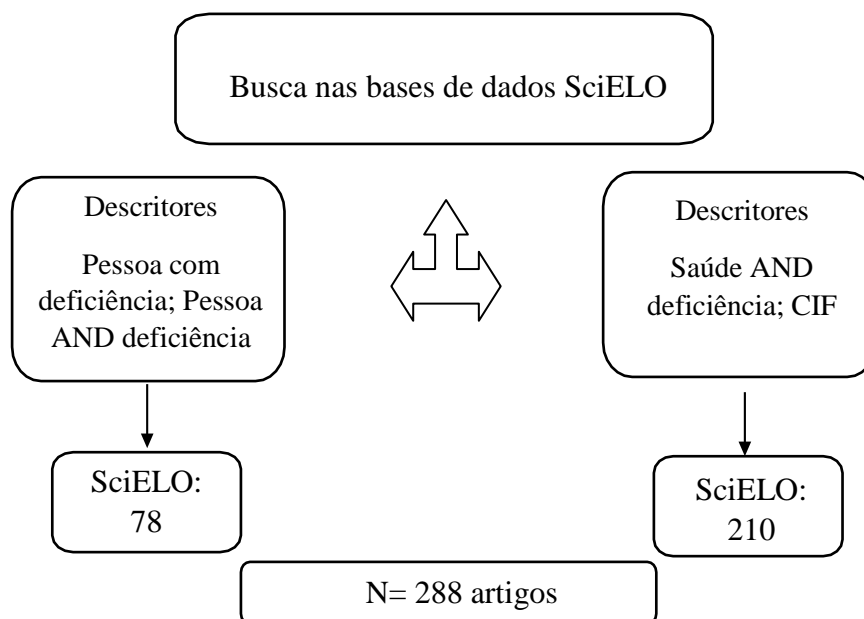 Busca nas bases de dados SciELO
Descritores
Pessoa com
deficiência; Pessoa
AND deficiência
Descritores
Saúde AND
deficiência; CIF
SciELO:
78
SciELO:
210
N= 288 artigos